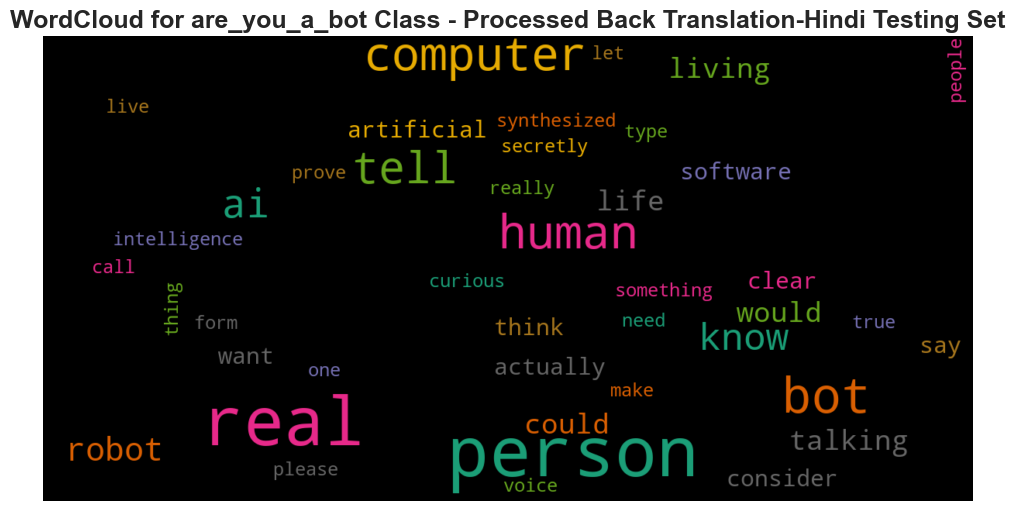 WordCloud for are_you_a_bot Class - Processed Back Translation-Hindi Testing Set
computer
let
living
people
live
artificial
synthesized
secretly
type
prove
tell
really
software
ai
life
human
intelligence
call
curious
something
clear
thing
form
think
need
would
know
true
want
actually
say
one
make
real
bot
could
robot
person
talking
please
voice
consider